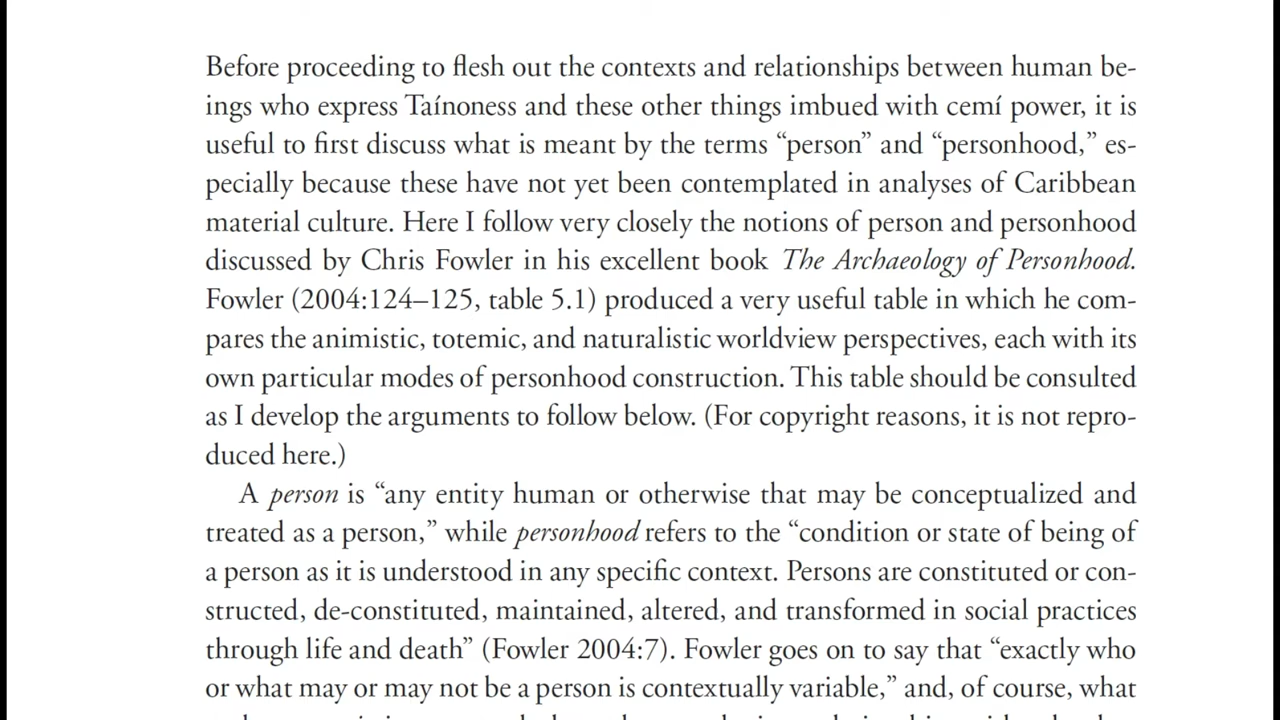 Before proceeding to flesh out the contexts and relationships between human be-
ings who express Taínoness and these other things imbued with cemí power, it is
useful to first discuss what is meant by the terms “person” and “personhood,” es-
pecially because these have not yet been contemplated in analyses of Caribbean
material culture. Here I follow very closely the notions of person and personhood
discussed by Chris Fowler in his excellent book The Archaeology of Personhood.
Fowler (2004:124–125, table 5.1) produced a very useful table in which he com-
pares the animistic, totemic, and naturalistic worldview perspectives, each with its
own particular modes of personhood construction. This table should be consulted
as I develop the arguments to follow below. (For copyright reasons, it is not repro-
duced here.)
A person is “any entity human or otherwise that may be conceptualized and
treated as a person,” while personhood refers to the “condition or state of being of
a person as it is understood in any specific context. Persons are constituted or con-
structed, de-constituted, maintained, altered, and transformed in social practices
through life and death” (Fowler 2004:7). Fowler goes on to say that “exactly who
or what may or may not be a person is contextually variable,” and, of course, what